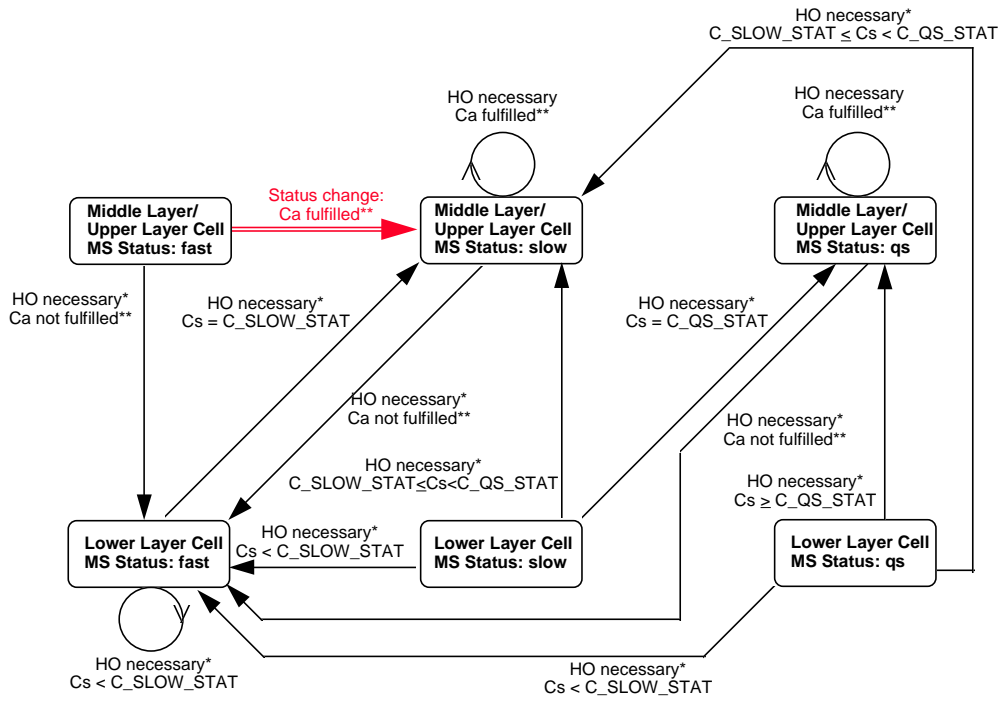 HO necessary*
C_SLOW_STAT ≤ Cs < C_QS_STAT
HO necessary
Ca fulfilled**
HO necessary
Ca fulfilled**
Status change:
Ca fulfilled**
Middle Layer/
Upper Layer Cell
MS Status: fast
Middle Layer/
Upper Layer Cell
MS Status: slow
Middle Layer/
Upper Layer Cell
MS Status: qs
HO necessary*
Ca not fulfilled**
HO necessary*
Cs = C_SLOW_STAT
HO necessary*
Cs = C_QS_STAT
HO necessary*
Ca not fulfilled**
HO necessary*
Ca not fulfilled**
HO necessary*
C_SLOW_STAT≤Cs<C_QS_STAT
HO necessary*
Cs ≥ C_QS_STAT
HO necessary*
Cs < C_SLOW_STAT
Lower Layer Cell
MS Status: fast
Lower Layer Cell
MS Status: slow
Lower Layer Cell
MS Status: qs
HO necessary*
Cs < C_SLOW_STAT
HO necessary*
Cs < C_SLOW_STAT